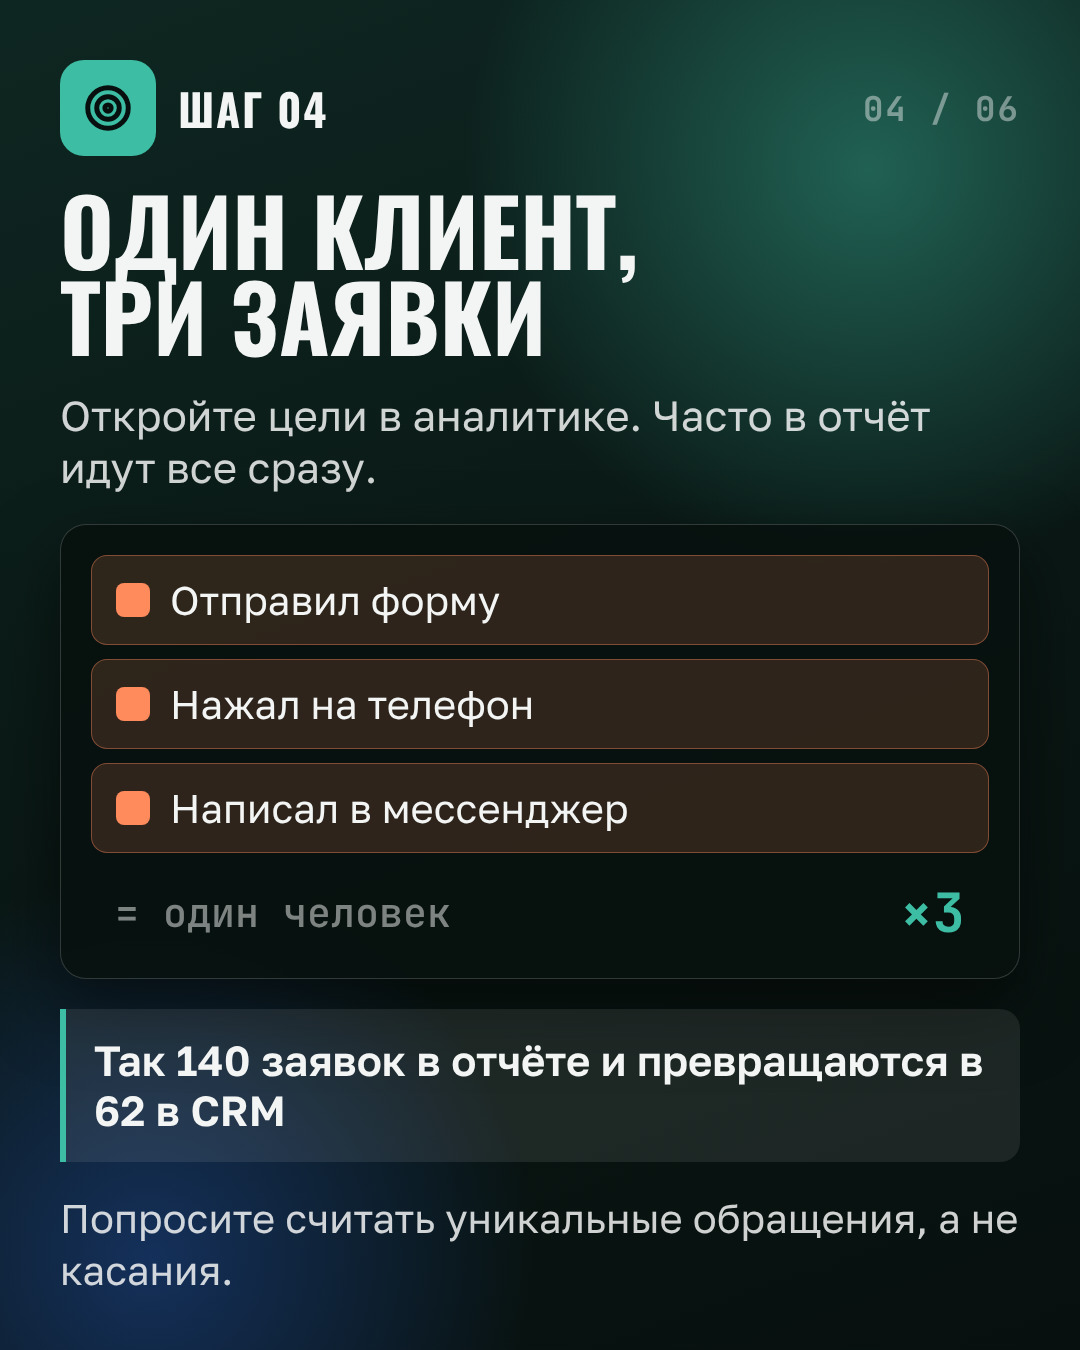 ШАГ 04
04 / 06
ОДИН КЛИЕНТ,
ТРИ ЗАЯВКИ
Откройте цели в аналитике. Часто в отчёт
идут все сразу.
Отправил форму
Нажал на телефон
Написал в мессенджер
= один человек
×3
Так 140 заявок в отчёте и превращаются в
62 в CRM
Попросите считать уникальные обращения, а не
касания.